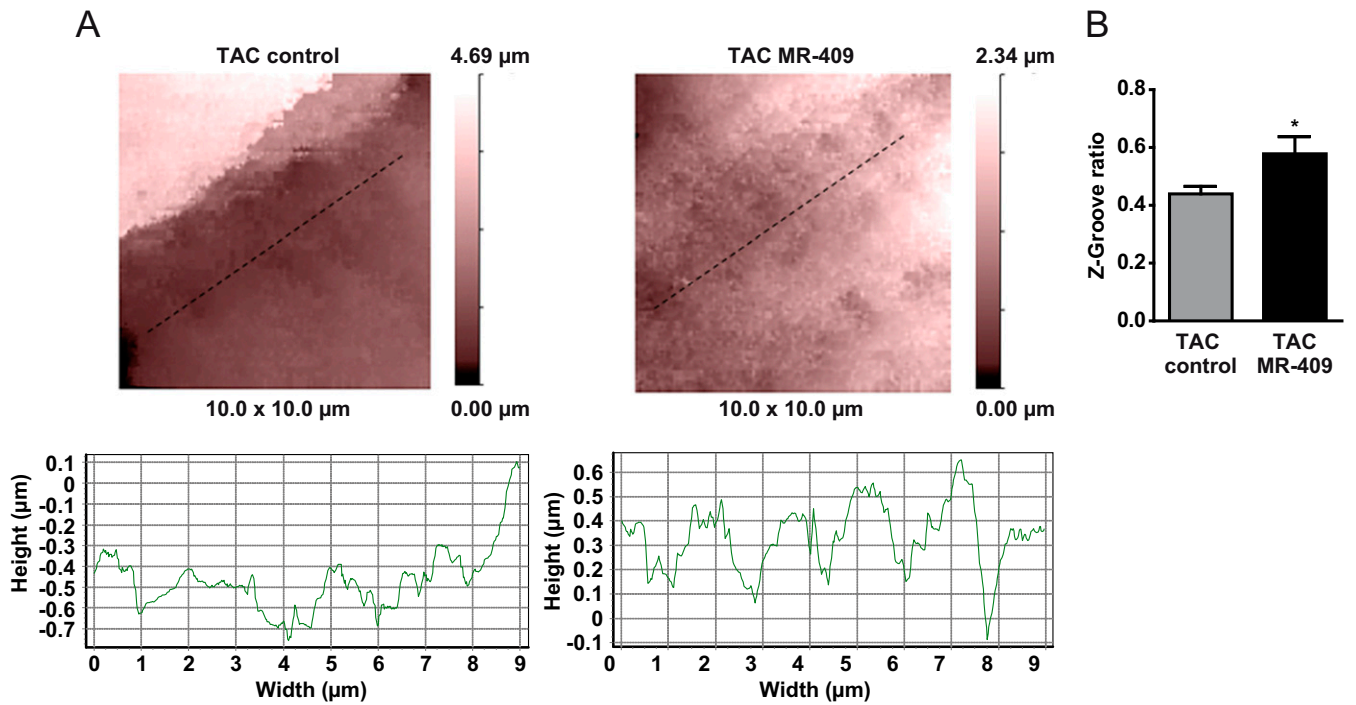 A
TAC control
4.69 µm
10.0 x 10.0 µm
0.00 µm
TAC MR-409
2.34 µm
10.0 x 10.0 µm
0.00 µm
B
Z-Groove ratio
0.8
0.6
0.4
0.2
0.0
*
TAC
control
TAC
MR-409
Height (µm)
0.1
0
-0.1
-0.2
-0.3
-0.4
-0.5
-0.6
-0.7
0 1 2 3 4 5 6 7 8 9
Width (µm)
Height (µm)
0.6
0.5
0.4
0.3
0.2
0.1
0
-0.1
0 1 2 3 4 5 6 7 8 9
Width (µm)